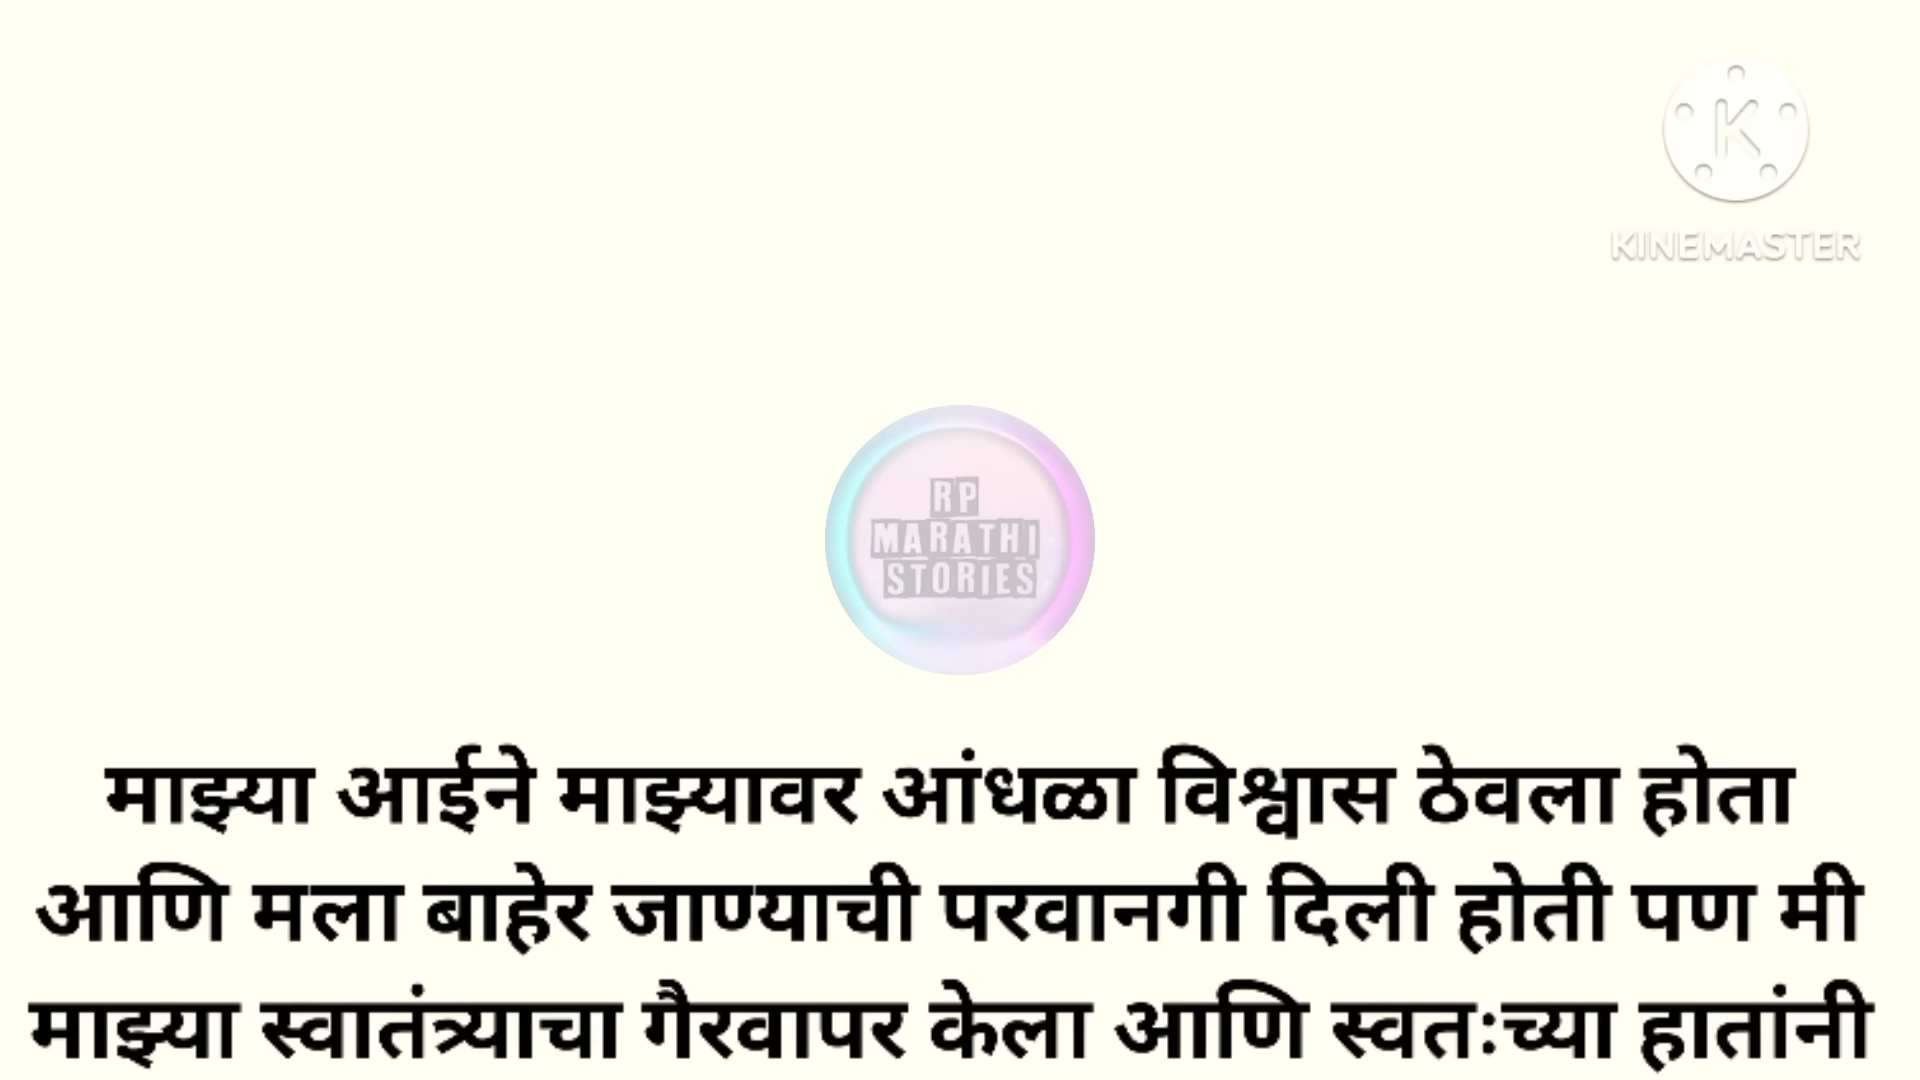 KINEMASTER
RP
MARATHI
STORIES
माझ्या आईने माझ्यावर आंधळा विश्वास ठेवला होता
आणि मला बाहेर जाण्याची परवानगी दिली होती पण मी
माझ्या स्वातंत्र्याचा गैरवापर केला आणि स्वतःच्या हातांनी